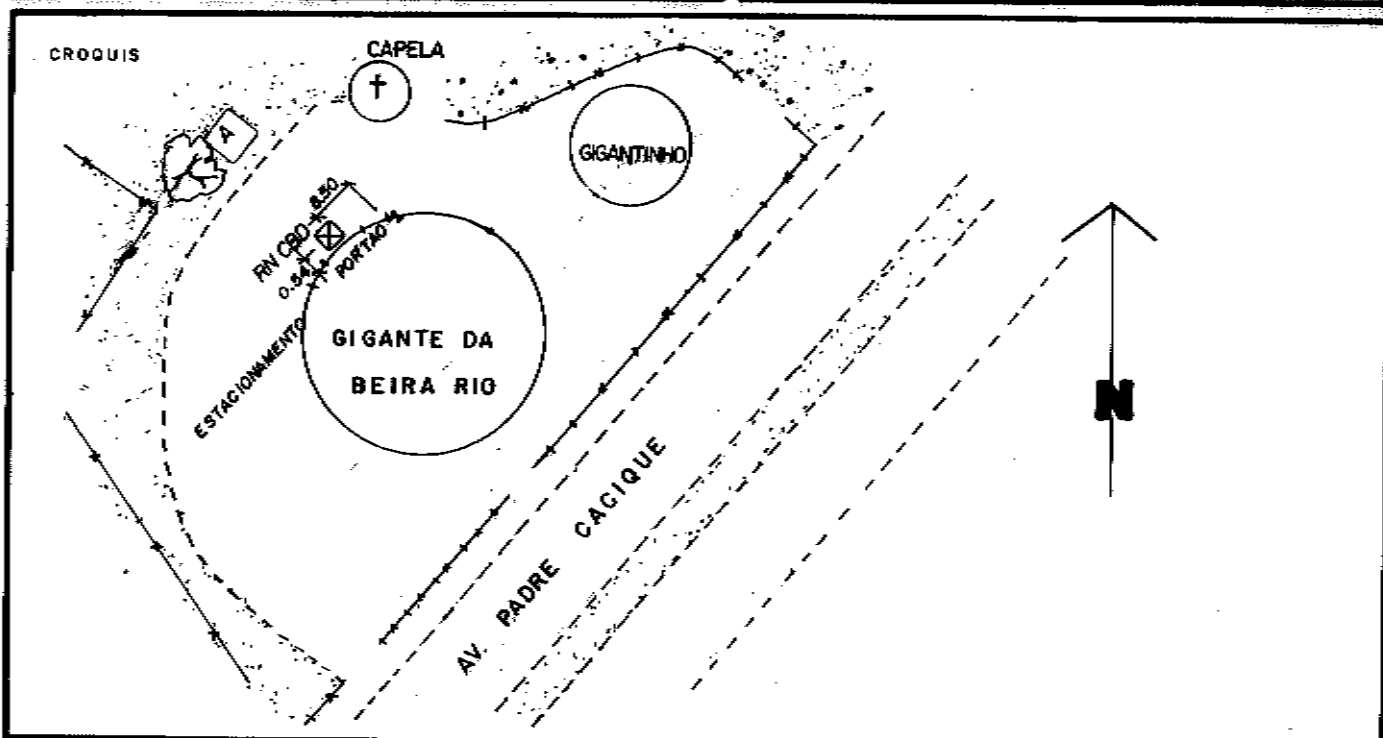 CROQUIS
CAPELA
A
GIGANTINHO
8.50
RN CBD
0.54
PORTÃO
ESTACIONAMENTO
GIGANTE DA
BEIRA RIO
AV. PADRE CACIQUE
N